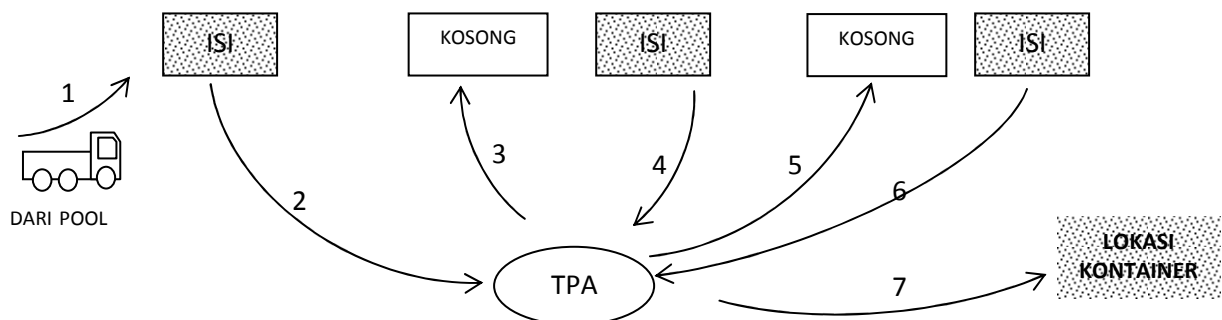 ISI
KOSONG
ISI
KOSONG
ISI
1
2
3
4
5
6
DARI POOL
TPA
7
LOKASI
KONTAINER